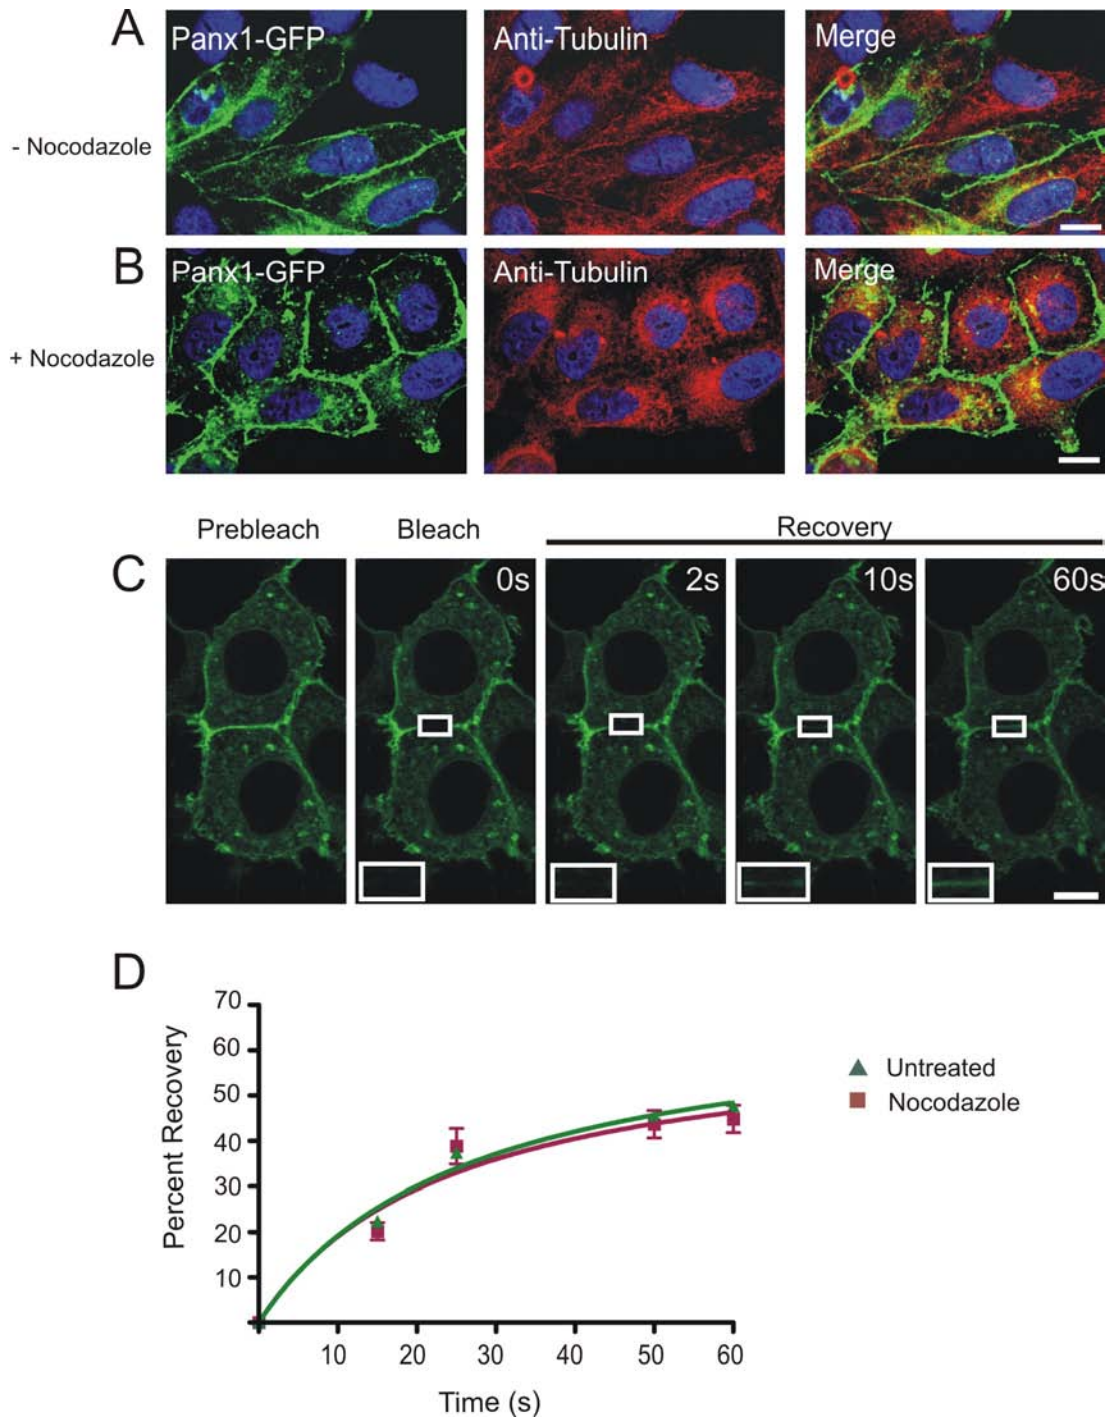 A
Panx1-GFP Anti-Tubulin Merge
- Nocodazole
B
Panx1-GFP Anti-Tubulin Merge
+ Nocodazole
Prebleach Bleach Recovery
C
0s 2s 10s 60s
D
70
60
50
40
30
20
10
Percent Recovery
10 20 30 40 50 60
Time (s)
Untreated
Nocodazole